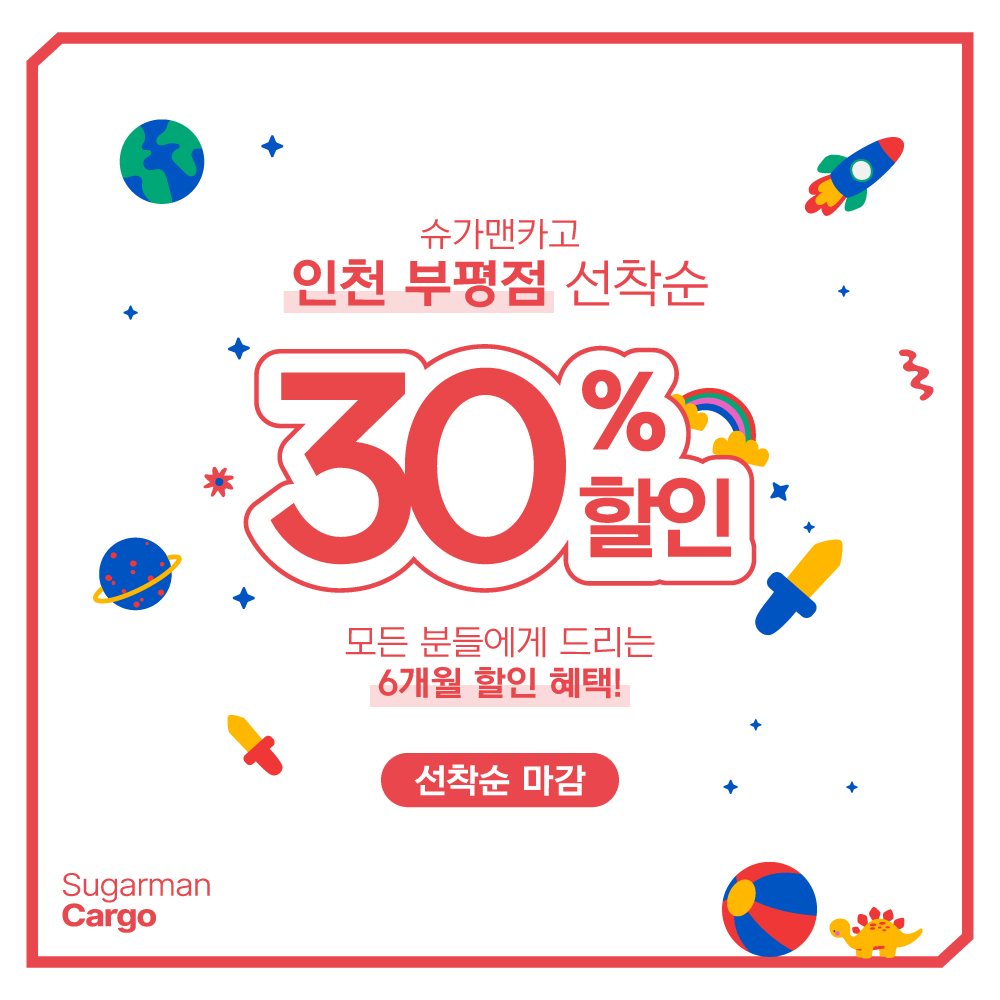 슈가맨카고
인천 부평점 선착순
30%
할인
모든 분들에게 드리는
6개월 할인 혜택!
선착순 마감
Sugarman
Cargo